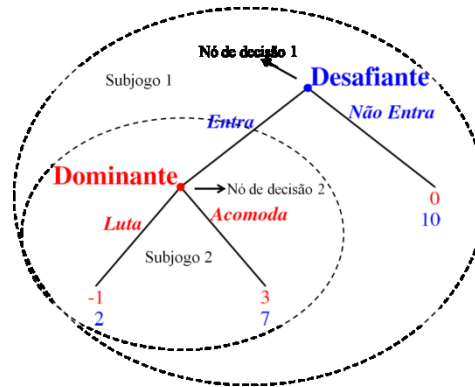 Nó de decisão 1
Subjogo 1
Desafiante
Entra
Não Entra
Dominante
Nó de decisão 2
0
10
Luta
Acomoda
Subjogo 2
-1
2
3
7